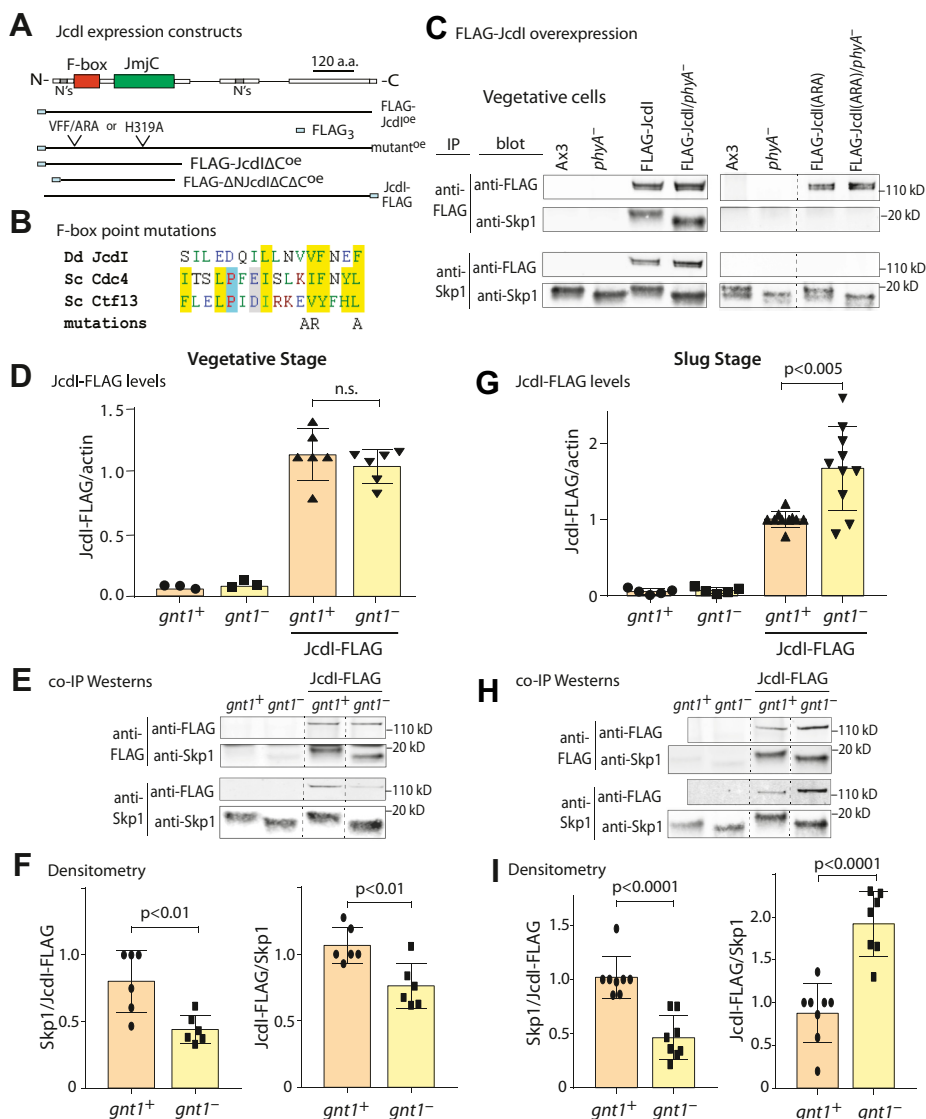 A
JcdI expression constructs
F-box JmjC
120 a.a.
N- -C
N's N's
FLAG-JcdI^oe
VFF/ARA or H319A
FLAG3
mutant^oe
FLAG-JcdIΔC^oe
FLAG-ΔNJcdIΔCΔC^oe
JcdI-FLAG
B
F-box point mutations
Dd JcdI SILEDQILLNVVFNEF
Sc Cdc4 ITSLPFEISLKIFNYL
Sc Ctf13 FLELPIDIRKEVYFHL
mutations AR A
C FLAG-JcdI overexpression
Vegetative cells
IP blot
Ax3 phyA⁻ FLAG-JcdI FLAG-JcdI/phyA⁻ Ax3 phyA⁻ FLAG-JcdI(ARA) FLAG-JcdI(ARA)/phyA⁻
anti-FLAG anti-FLAG 110 kD
anti-Skp1 20 kD
anti-Skp1 anti-FLAG 110 kD
anti-Skp1 20 kD
Vegetative Stage
D JcdI-FLAG levels
n.s.
JcdI-FLAG/actin
1.5
1.0
0.5
0.0
gnt1⁺ gnt1⁻ gnt1⁺ gnt1⁻
JcdI-FLAG
Slug Stage
G
JcdI-FLAG levels
p<0.005
JcdI-FLAG/actin
2
1
0
gnt1⁺ gnt1⁻ gnt1⁺ gnt1⁻
JcdI-FLAG
E co-IP Westerns
JcdI-FLAG
gnt1⁺ gnt1⁻ gnt1⁺ gnt1⁻
anti-FLAG anti-FLAG 110 kD
anti-Skp1 20 kD
anti-Skp1 anti-FLAG 110 kD
anti-Skp1 20 kD
H co-IP Westerns
JcdI-FLAG
gnt1⁺ gnt1⁻ gnt1⁺ gnt1⁻
anti-FLAG anti-FLAG 110 kD
anti-Skp1 20 kD
anti-Skp1 anti-FLAG 110 kD
anti-Skp1 20 kD
F Densitometry
p<0.01
Skp1/JcdI-FLAG
1.0
0.5
0
gnt1⁺ gnt1⁻
p<0.01
JcdI-FLAG/Skp1
1.0
0.5
0
gnt1⁺ gnt1⁻
I Densitometry
p<0.0001
Skp1/JcdI-FLAG
1.5
1.0
0.5
0
gnt1⁺ gnt1⁻
p<0.0001
JcdI-FLAG/Skp1
2.0
1.5
1.0
0.5
0
gnt1⁺ gnt1⁻